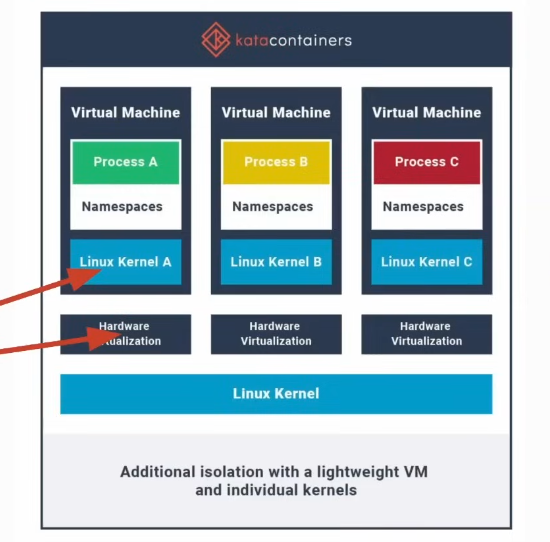 katacontainers
Virtual Machine
Virtual Machine
Virtual Machine
Process A
Process B
Process C
Namespaces
Namespaces
Namespaces
Linux Kernel A
Linux Kernel B
Linux Kernel C
Hardware
Hardware
Virtualization
Hardware
Virtualization
Linux Kernel
Additional isolation with a lightweight VM
and individual kernels